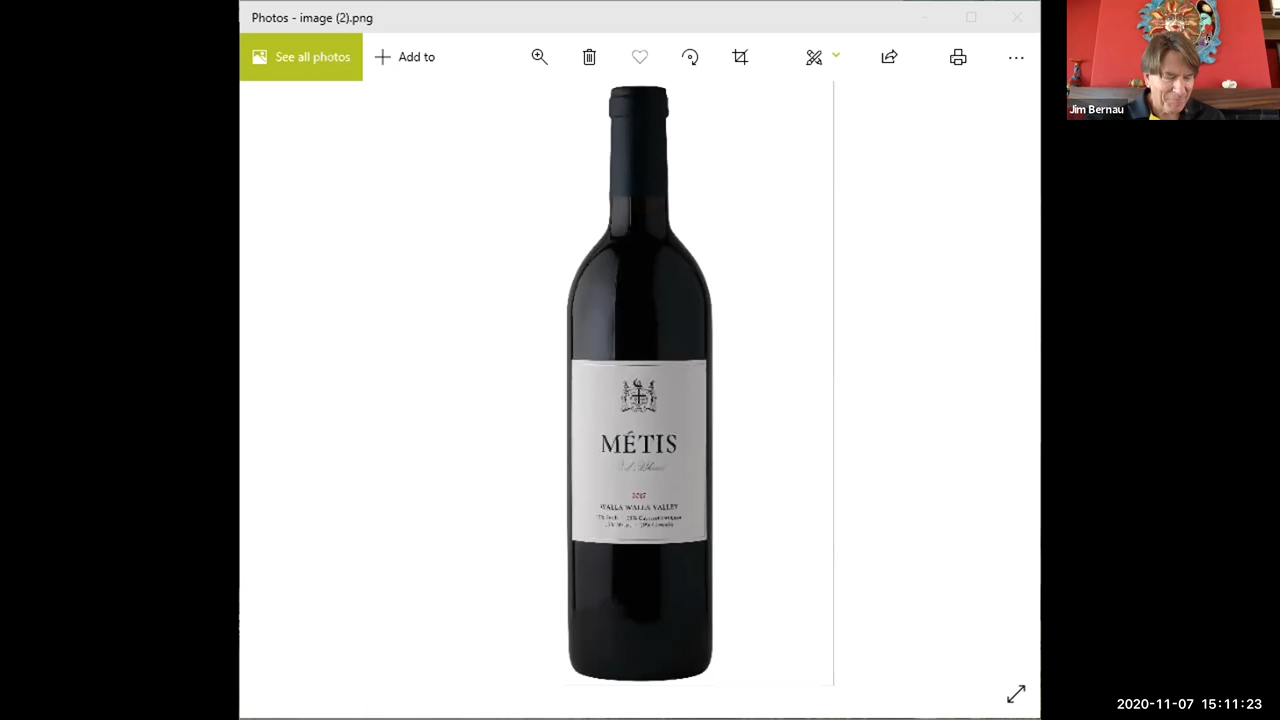 Photos - image (2).png
See all photos
Add to
Jim Bernau
MÉTIS
2017
WALLA WALLA VALLEY
2020-11-07 15:11:23